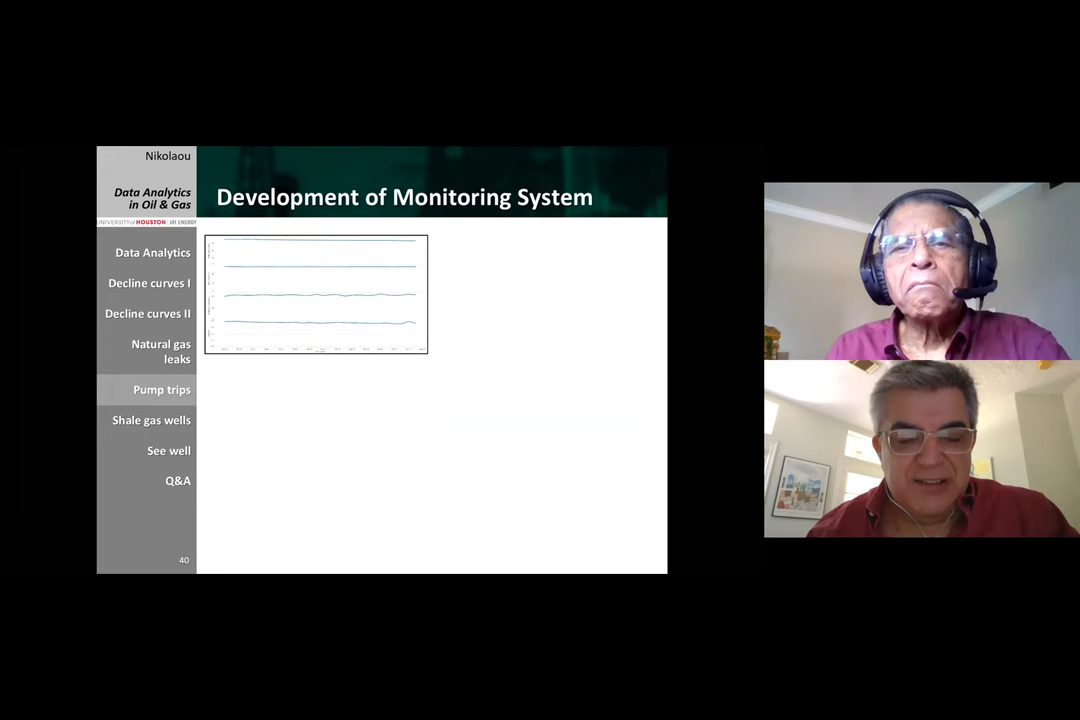 Nikolaou
Data Analytics
in Oil & Gas
UNIVERSITY of HOUSTON UH ENERGY
Development of Monitoring System
Data Analytics
Decline curves I
Decline curves II
Natural gas
leaks
Pump trips
Shale gas wells
See well
Q&A
40